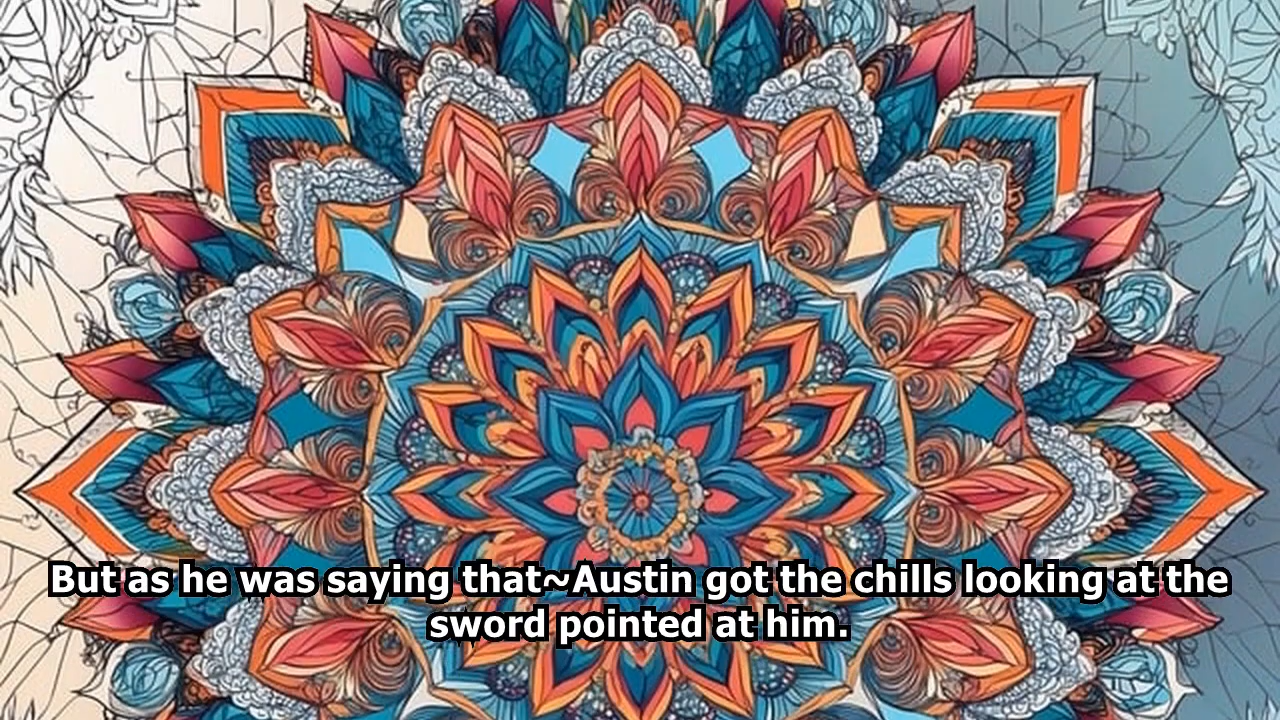 But as he was saying that~Austin got the chills looking at the
sword pointed at him.